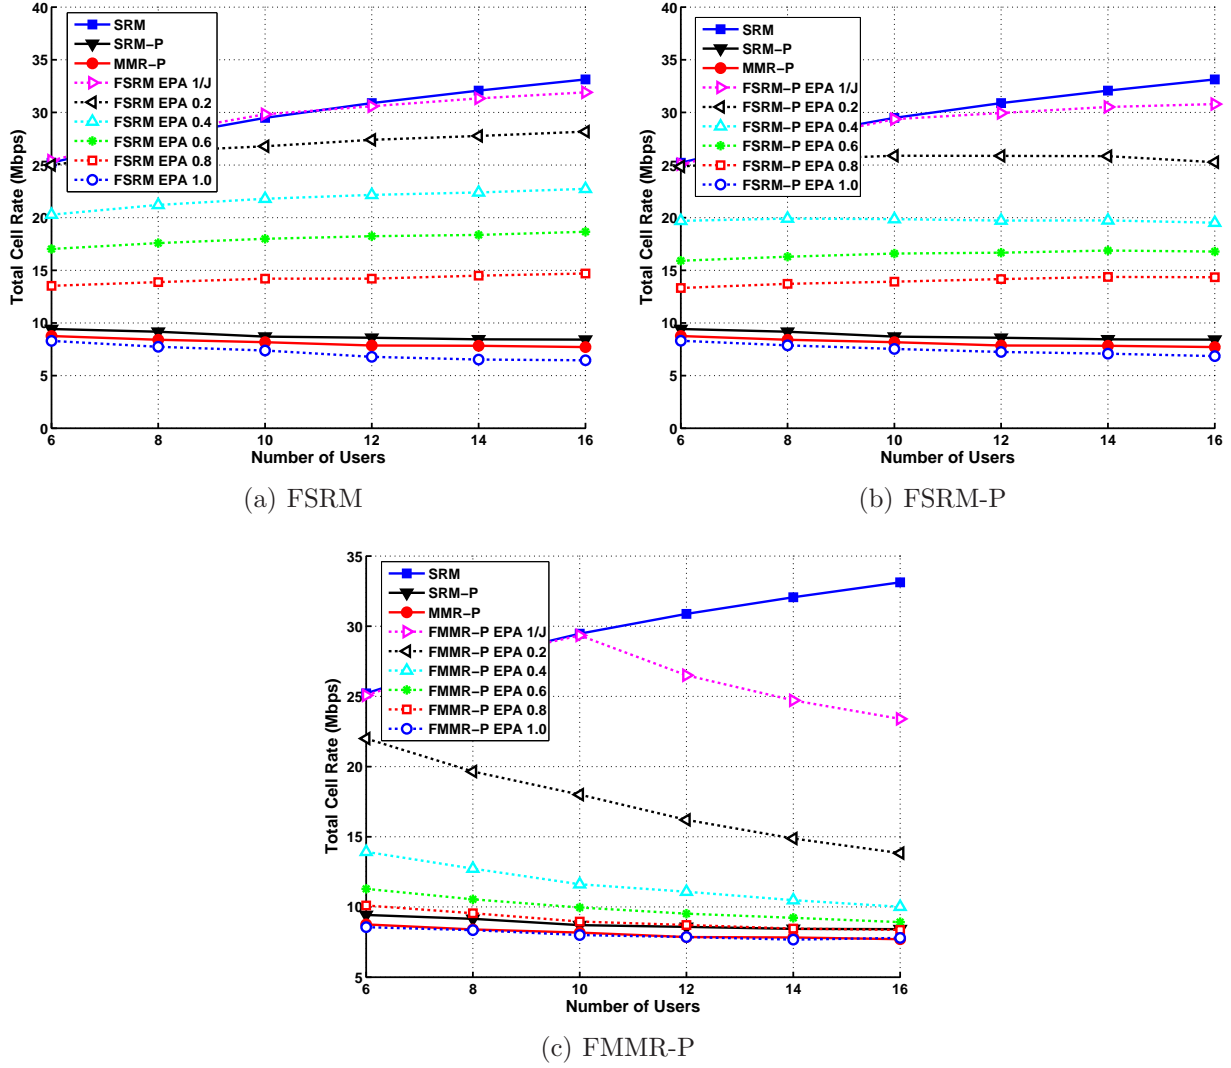 40
35
30
25
20
15
10
5
0
Total Cell Rate (Mbps)
SRM
SRM-P
MMR-P
FSRM EPA 1/J
FSRM EPA 0.2
FSRM EPA 0.4
FSRM EPA 0.6
FSRM EPA 0.8
FSRM EPA 1.0
6 8 10 12 14 16
Number of Users
(a) FSRM
40
35
30
25
20
15
10
5
0
Total Cell Rate (Mbps)
SRM
SRM-P
MMR-P
FSRM-P EPA 1/J
FSRM-P EPA 0.2
FSRM-P EPA 0.4
FSRM-P EPA 0.6
FSRM-P EPA 0.8
FSRM-P EPA 1.0
6 8 10 12 14 16
Number of Users
(b) FSRM-P
35
30
25
20
15
10
5
Total Cell Rate (Mbps)
SRM
SRM-P
MMR-P
FMMR-P EPA 1/J
FMMR-P EPA 0.2
FMMR-P EPA 0.4
FMMR-P EPA 0.6
FMMR-P EPA 0.8
FMMR-P EPA 1.0
6 8 10 12 14 16
Number of Users
(c) FMMR-P